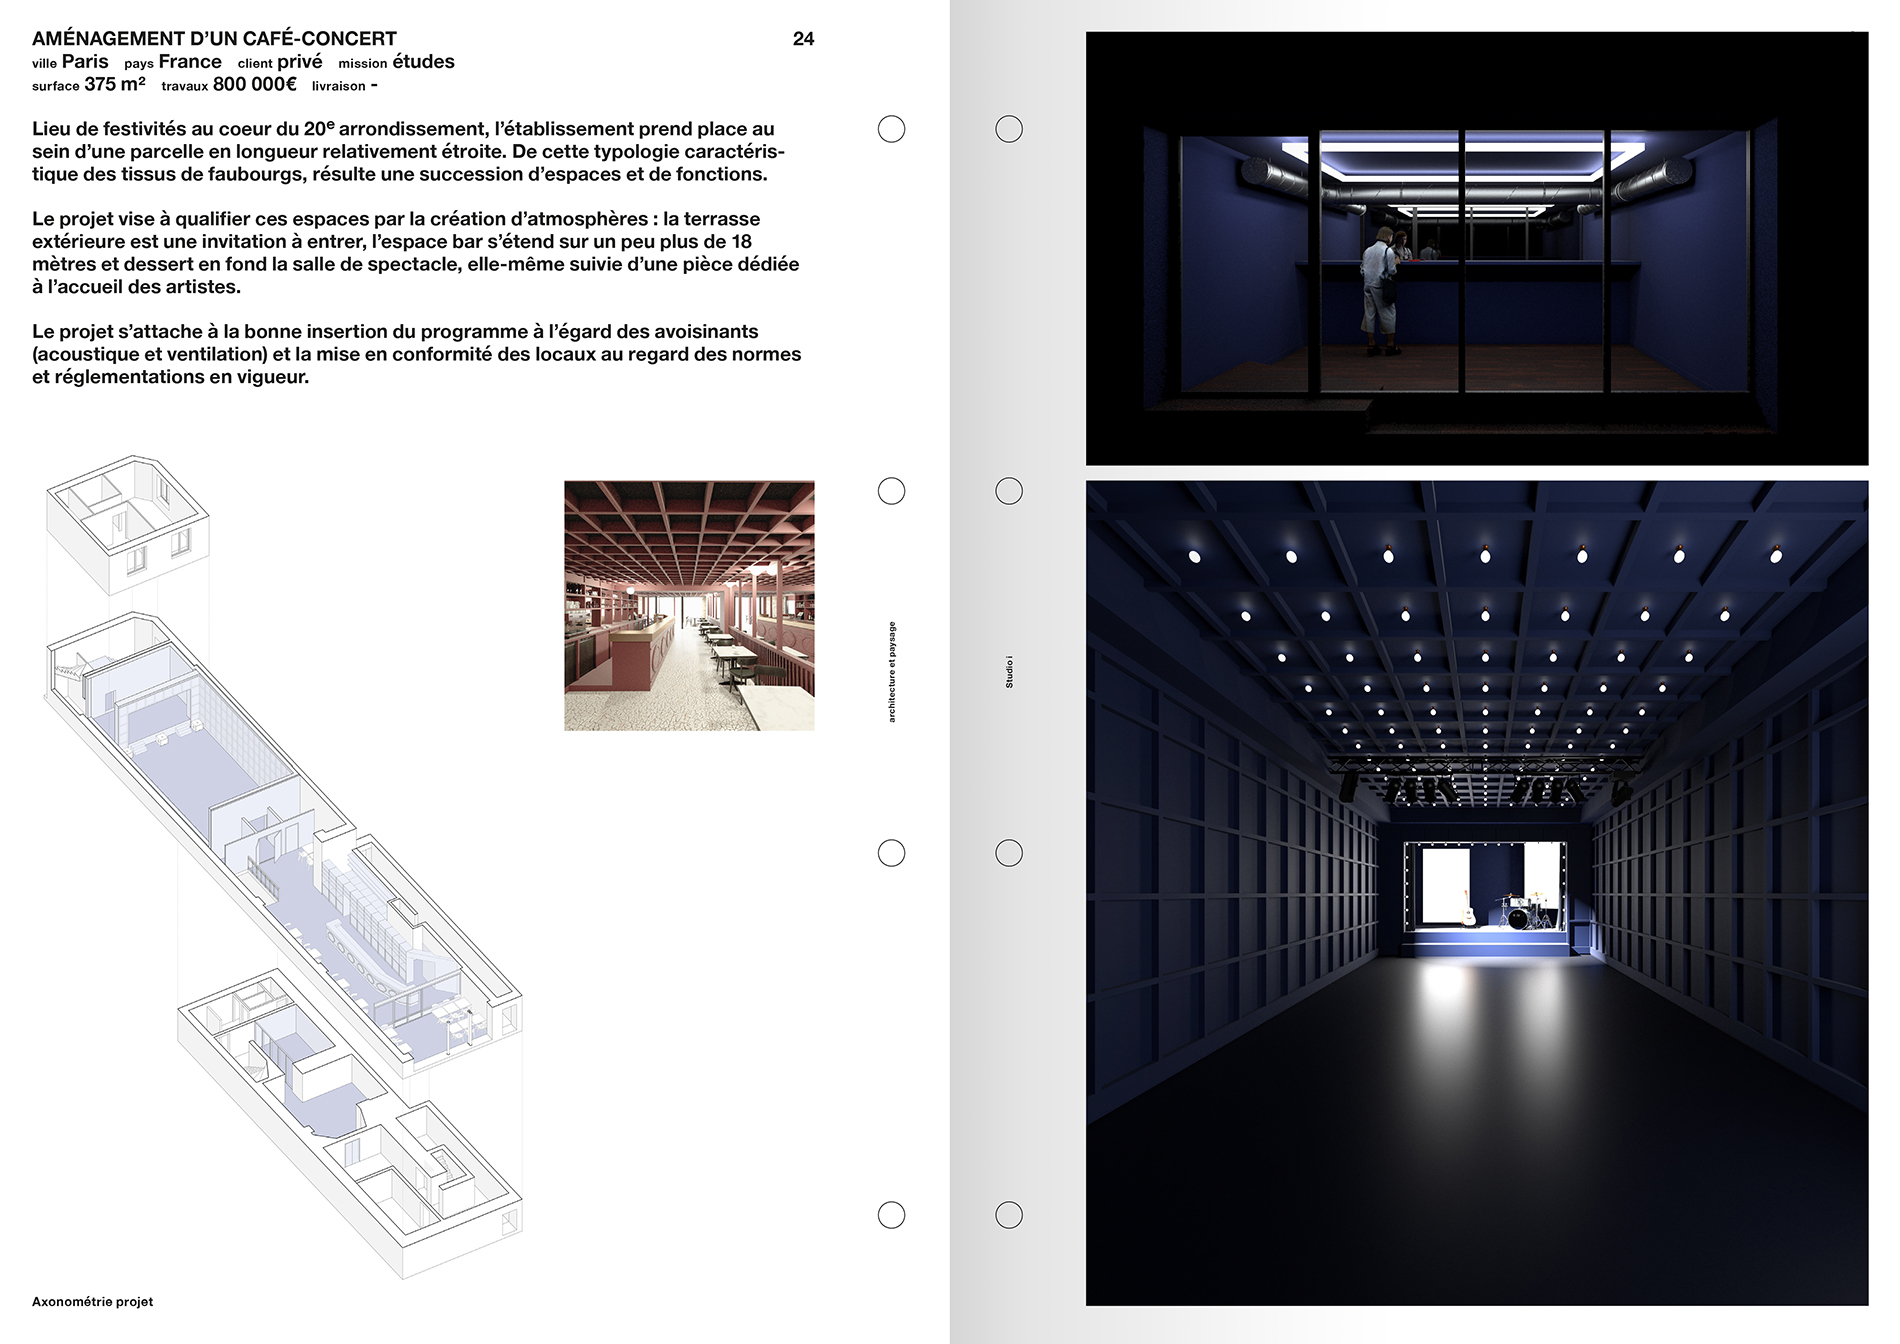 AMÉNAGEMENT D’UN CAFÉ-CONCERT
24
ville Paris pays France client privé mission études
surface 375 m² travaux 800 000€ livraison -
Lieu de festivités au coeur du 20e arrondissement, l’établissement prend place au
sein d’une parcelle en longueur relativement étroite. De cette typologie caractéris-
tique des tissus de faubourgs, résulte une succession d’espaces et de fonctions.
Le projet vise à qualifier ces espaces par la création d’atmosphères : la terrasse
extérieure est une invitation à entrer, l’espace bar s’étend sur un peu plus de 18
mètres et dessert en fond la salle de spectacle, elle-même suivie d’une pièce dédiée
à l’accueil des artistes.
Le projet s’attache à la bonne insertion du programme à l’égard des avoisinants
(acoustique et ventilation) et la mise en conformité des locaux au regard des normes
et réglementations en vigueur.
Axonométrie projet
architecture et paysage
Studio i